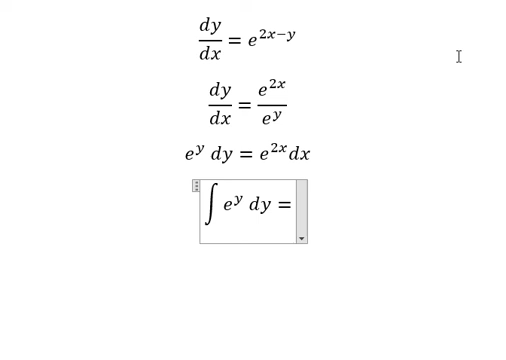 dy/dx = e^(2x−y)
dy/dx = e^(2x)/e^y
e^y dy = e^(2x) dx
∫ e^y dy =